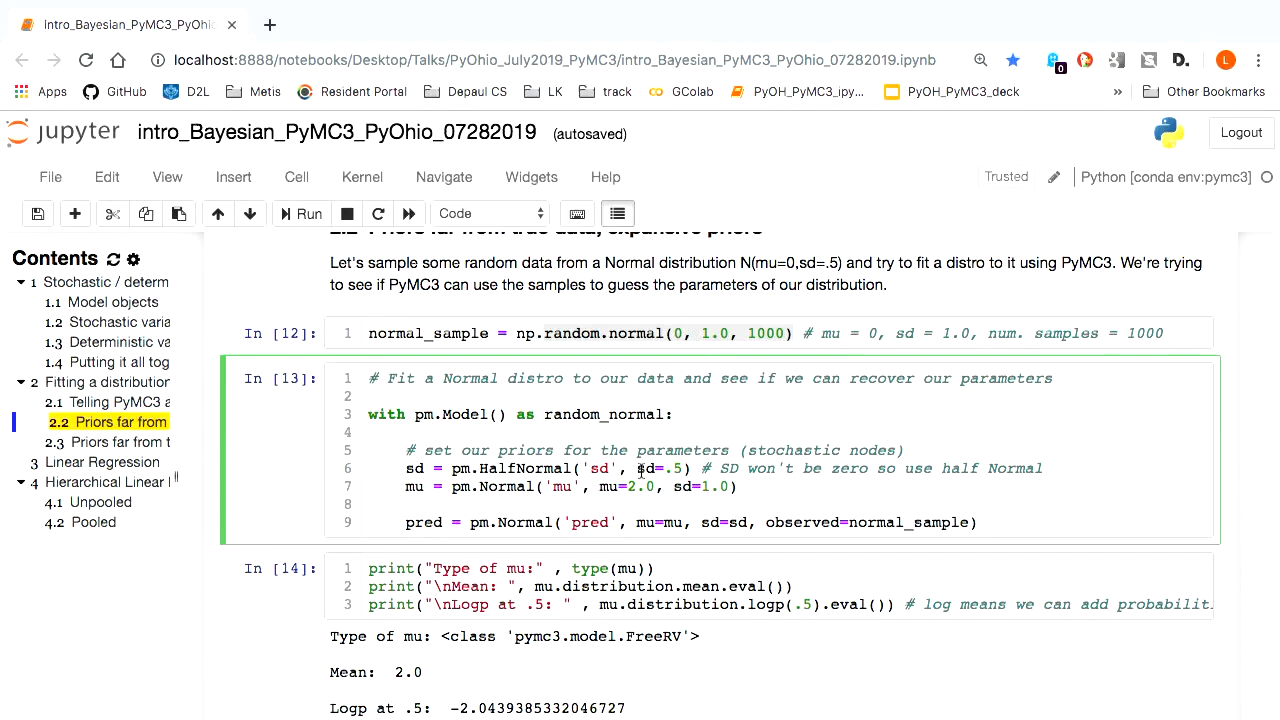 intro_Bayesian_PyMC3_PyOhio
localhost:8888/notebooks/Desktop/Talks/PyOhio_July2019_PyMC3/intro_Bayesian_PyMC3_PyOhio_07282019.ipynb
0
D.
L
Apps GitHub D2L Metis Resident Portal Depaul CS LK track GColab PyOH_PyMC3_ipy... PyOH_PyMC3_deck » Other Bookmarks
jupyter intro_Bayesian_PyMC3_PyOhio_07282019 (autosaved) Logout
File Edit View Insert Cell Kernel Navigate Widgets Help Trusted Python [conda env:pymc3]
Run Code
Contents
1 Stochastic / determ
1.1 Model objects
1.2 Stochastic varia
1.3 Deterministic va
1.4 Putting it all tog
2 Fitting a distribution
2.1 Telling PyMC3 a
2.2 Priors far from
2.3 Priors far from t
3 Linear Regression
4 Hierarchical Linear
4.1 Unpooled
4.2 Pooled
2.2 Priors far from true data, expansive priors
Let's sample some random data from a Normal distribution N(mu=0,sd=.5) and try to fit a distro to it using PyMC3. We're trying
to see if PyMC3 can use the samples to guess the parameters of our distribution.
In [12]: 1 normal_sample = np.random.normal(0, 1.0, 1000) # mu = 0, sd = 1.0, num. samples = 1000
In [13]: 1 # Fit a Normal distro to our data and see if we can recover our parameters
2
3 with pm.Model() as random_normal:
4
5 # set our priors for the parameters (stochastic nodes)
6 sd = pm.HalfNormal('sd', sd=.5) # SD won't be zero so use half Normal
7 mu = pm.Normal('mu', mu=2.0, sd=1.0)
8
9 pred = pm.Normal('pred', mu=mu, sd=sd, observed=normal_sample)
In [14]: 1 print("Type of mu:" , type(mu))
2 print("\nMean: ", mu.distribution.mean.eval())
3 print("\nLogp at .5: " , mu.distribution.logp(.5).eval()) # log means we can add probabiliti
Type of mu: <class 'pymc3.model.FreeRV'>
Mean: 2.0
Logp at .5: -2.0439385332046727